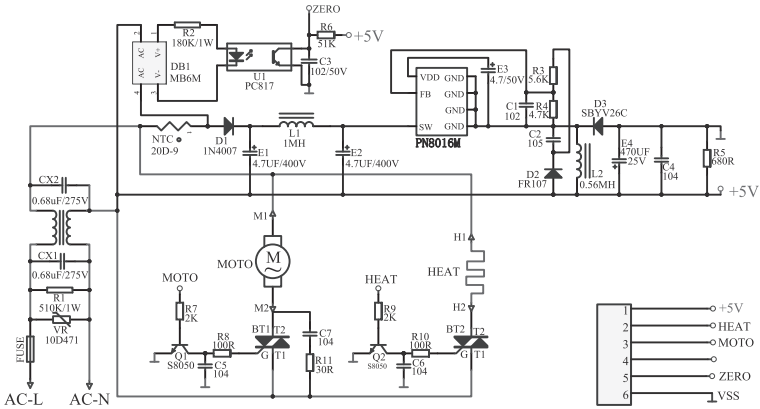 ZERO
2
1
R2
180K/1W
R6
51K
+5V
AC
V+
DB1
MB6M
AC
V-
4
3
U1
PC817
C3
102/50V
VDD
GND
FB
GND
GND
SW
GND
PN8016M
E3
4.7/50V
R3
5.6K
C1
102
R4
4.7K
D3
SBYV26C
NTC
20D-9
D1
1N4007
L1
1MH
E1
4.7UF/400V
E2
4.7UF/400V
C2
105
D2
FR107
L2
0.56MH
E4
470UF
25V
C4
104
R5
680R
+5V
CX2
0.68uF/275V
CX1
0.68uF/275V
R1
510K/1W
VR
10D471
FUSE
AC-L
AC-N
M1
MOTO
M
~
M2
H1
HEAT
H2
MOTO
R7
2K
Q1
S8050
R8
100R
C5
104
BT1
T2
G
T1
C7
104
R11
30R
HEAT
R9
2K
Q2
S8050
R10
100R
C6
104
BT2
T2
G
T1
1
+5V
2
HEAT
3
MOTO
4
5
ZERO
6
VSS